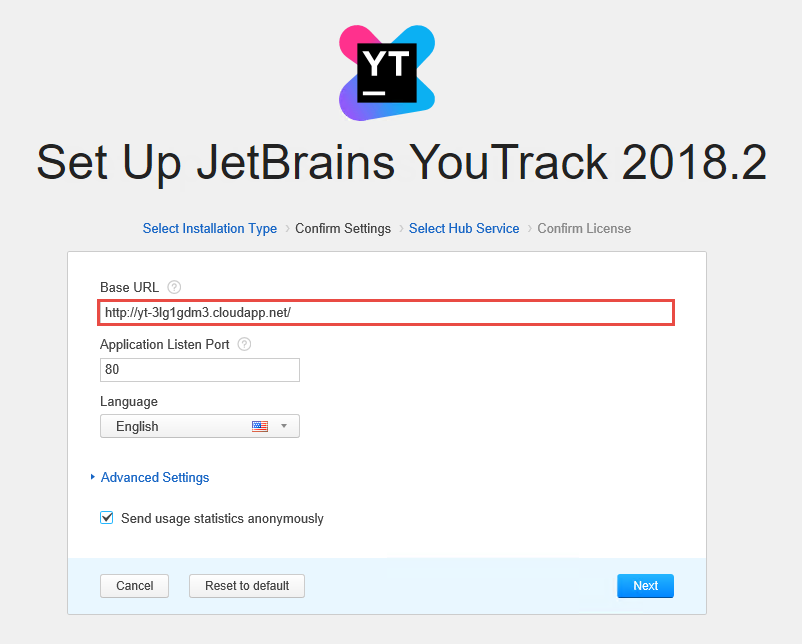 YT
Set Up JetBrains YouTrack 2018.2
Select Installation Type › Confirm Settings › Select Hub Service › Confirm License
Base URL ?
http://yt-3lg1gdm3.cloudapp.net/
Application Listen Port ?
80
Language
English
Advanced Settings
Send usage statistics anonymously
Cancel Reset to default Next